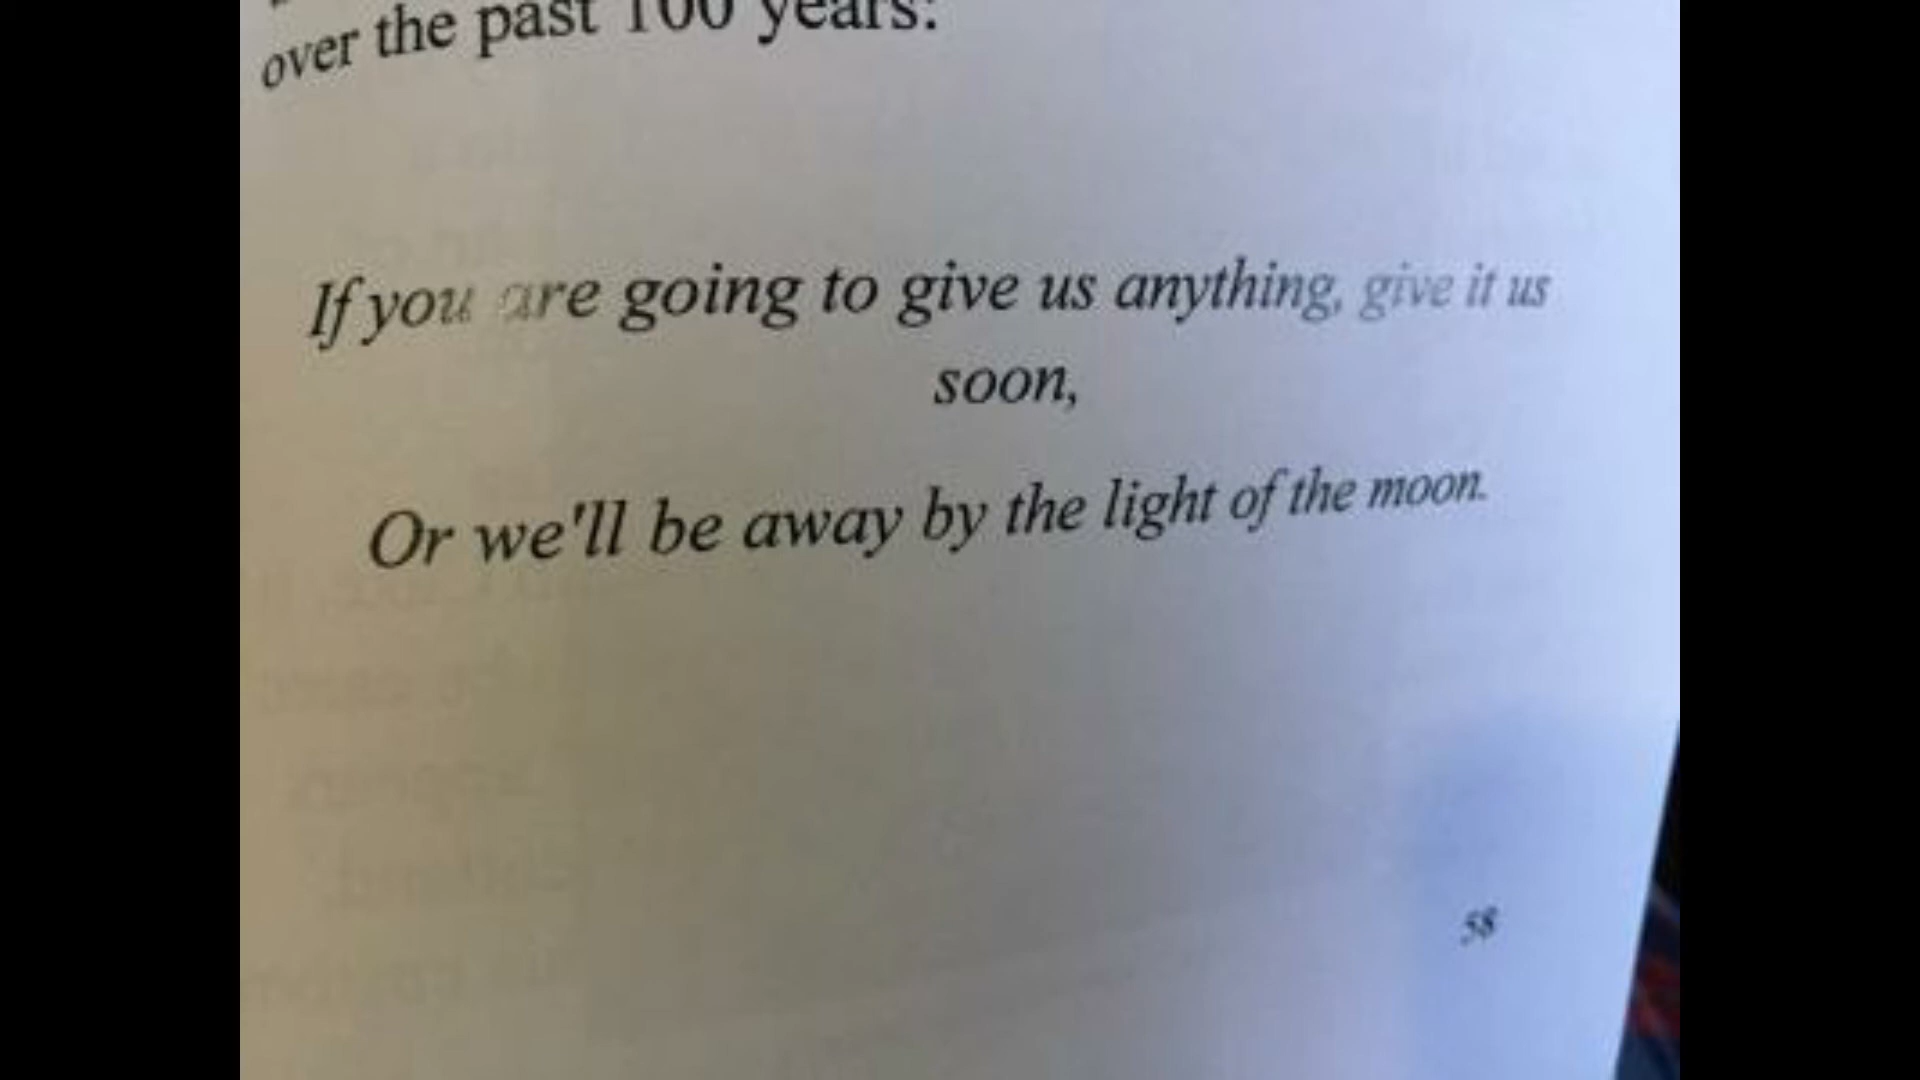 over the past 100 years:
If you are going to give us anything, give it us
soon,
Or we'll be away by the light of the moon.
58